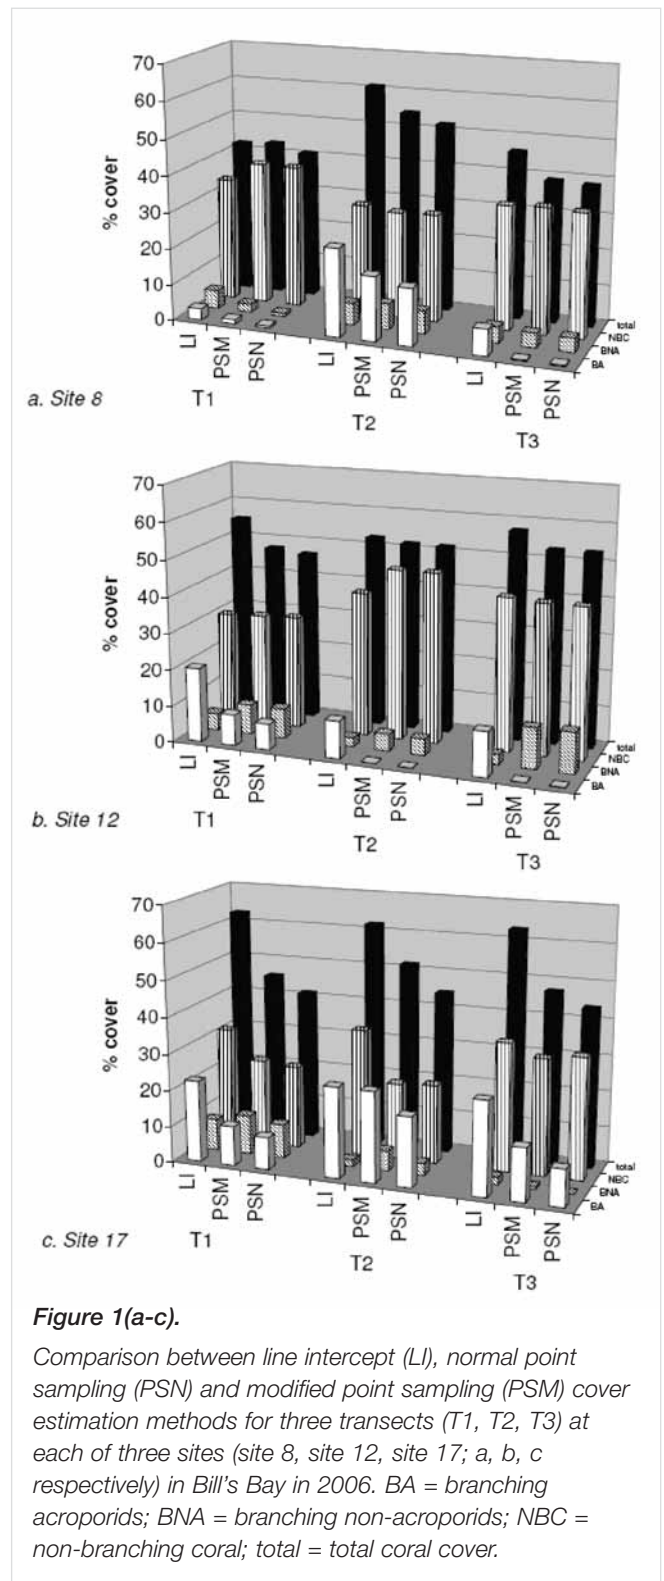 70
60
50
40
30
20
10
0
% cover
LI
PSM
PSN
LI
PSM
PSN
LI
PSM
PSN
total
NBC
BNA
BA
a. Site 8
T1
T2
T3
70
60
50
40
30
20
10
0
% cover
LI
PSM
PSN
LI
PSM
PSN
LI
PSM
PSN
total
NBC
BNA
BA
b. Site 12
T1
T2
T3
70
60
50
40
30
20
10
0
% cover
LI
PSM
PSN
LI
PSM
PSN
LI
PSM
PSN
total
NBC
BNA
BA
c. Site 17
T1
T2
T3
Figure 1(a-c).
Comparison between line intercept (LI), normal point
sampling (PSN) and modified point sampling (PSM) cover
estimation methods for three transects (T1, T2, T3) at
each of three sites (site 8, site 12, site 17; a, b, c
respectively) in Bill's Bay in 2006. BA = branching
acroporids; BNA = branching non-acroporids; NBC =
non-branching coral; total = total coral cover.